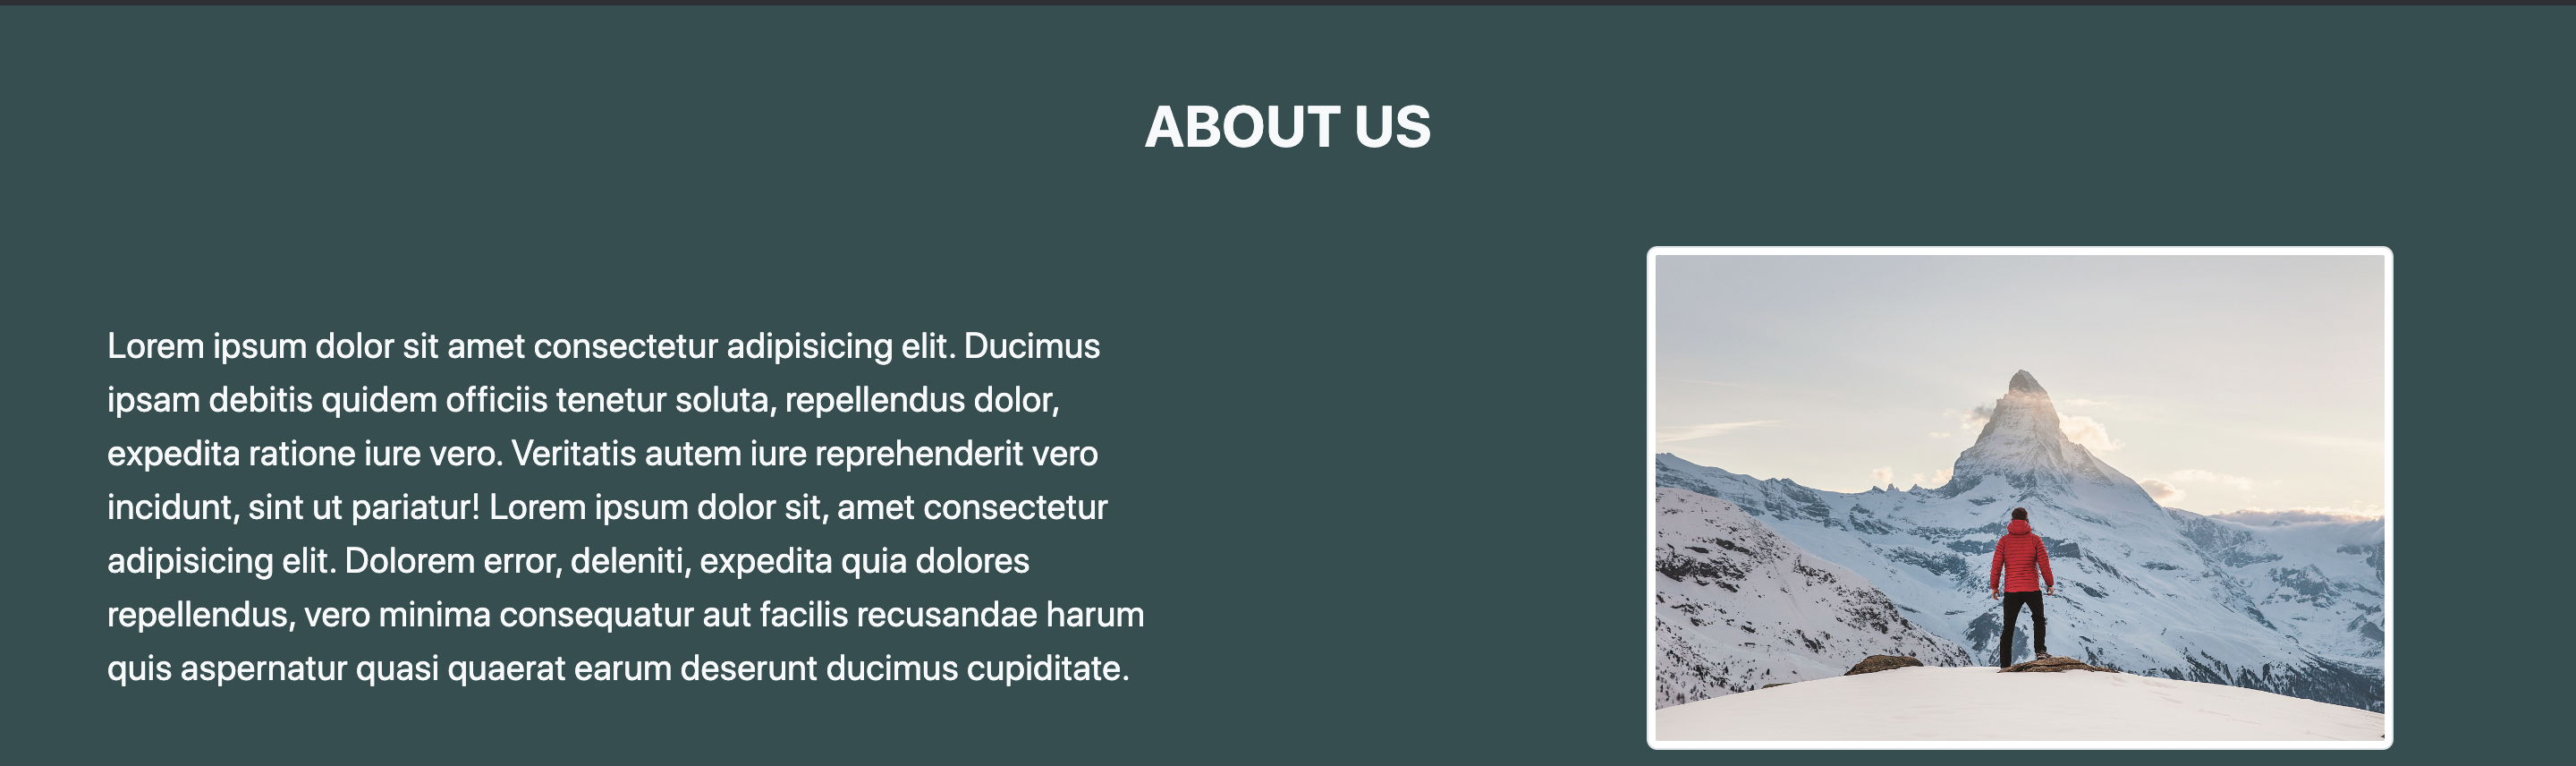 ABOUT US
Lorem ipsum dolor sit amet consectetur adipisicing elit. Ducimus
ipsam debitis quidem officiis tenetur soluta, repellendus dolor,
expedita ratione iure vero. Veritatis autem iure reprehenderit vero
incidunt, sint ut pariatur! Lorem ipsum dolor sit, amet consectetur
adipisicing elit. Dolorem error, deleniti, expedita quia dolores
repellendus, vero minima consequatur aut facilis recusandae harum
quis aspernatur quasi quaerat earum deserunt ducimus cupiditate.